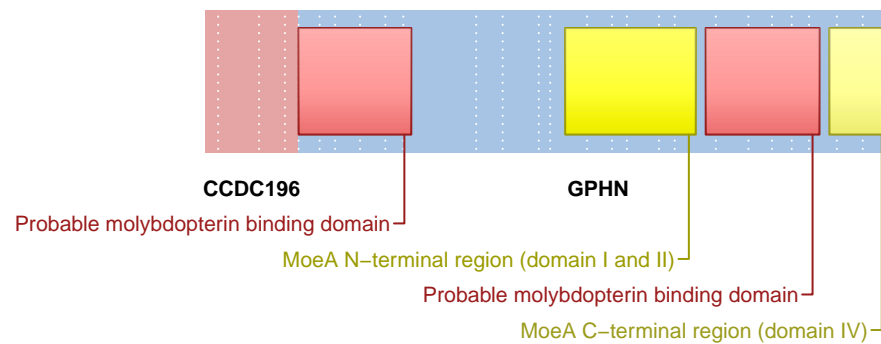 CCDC196
GPHN
Probable molybdopterin binding domain
MoeA N−terminal region (domain I and II)
Probable molybdopterin binding domain
MoeA C−terminal region (domain IV)